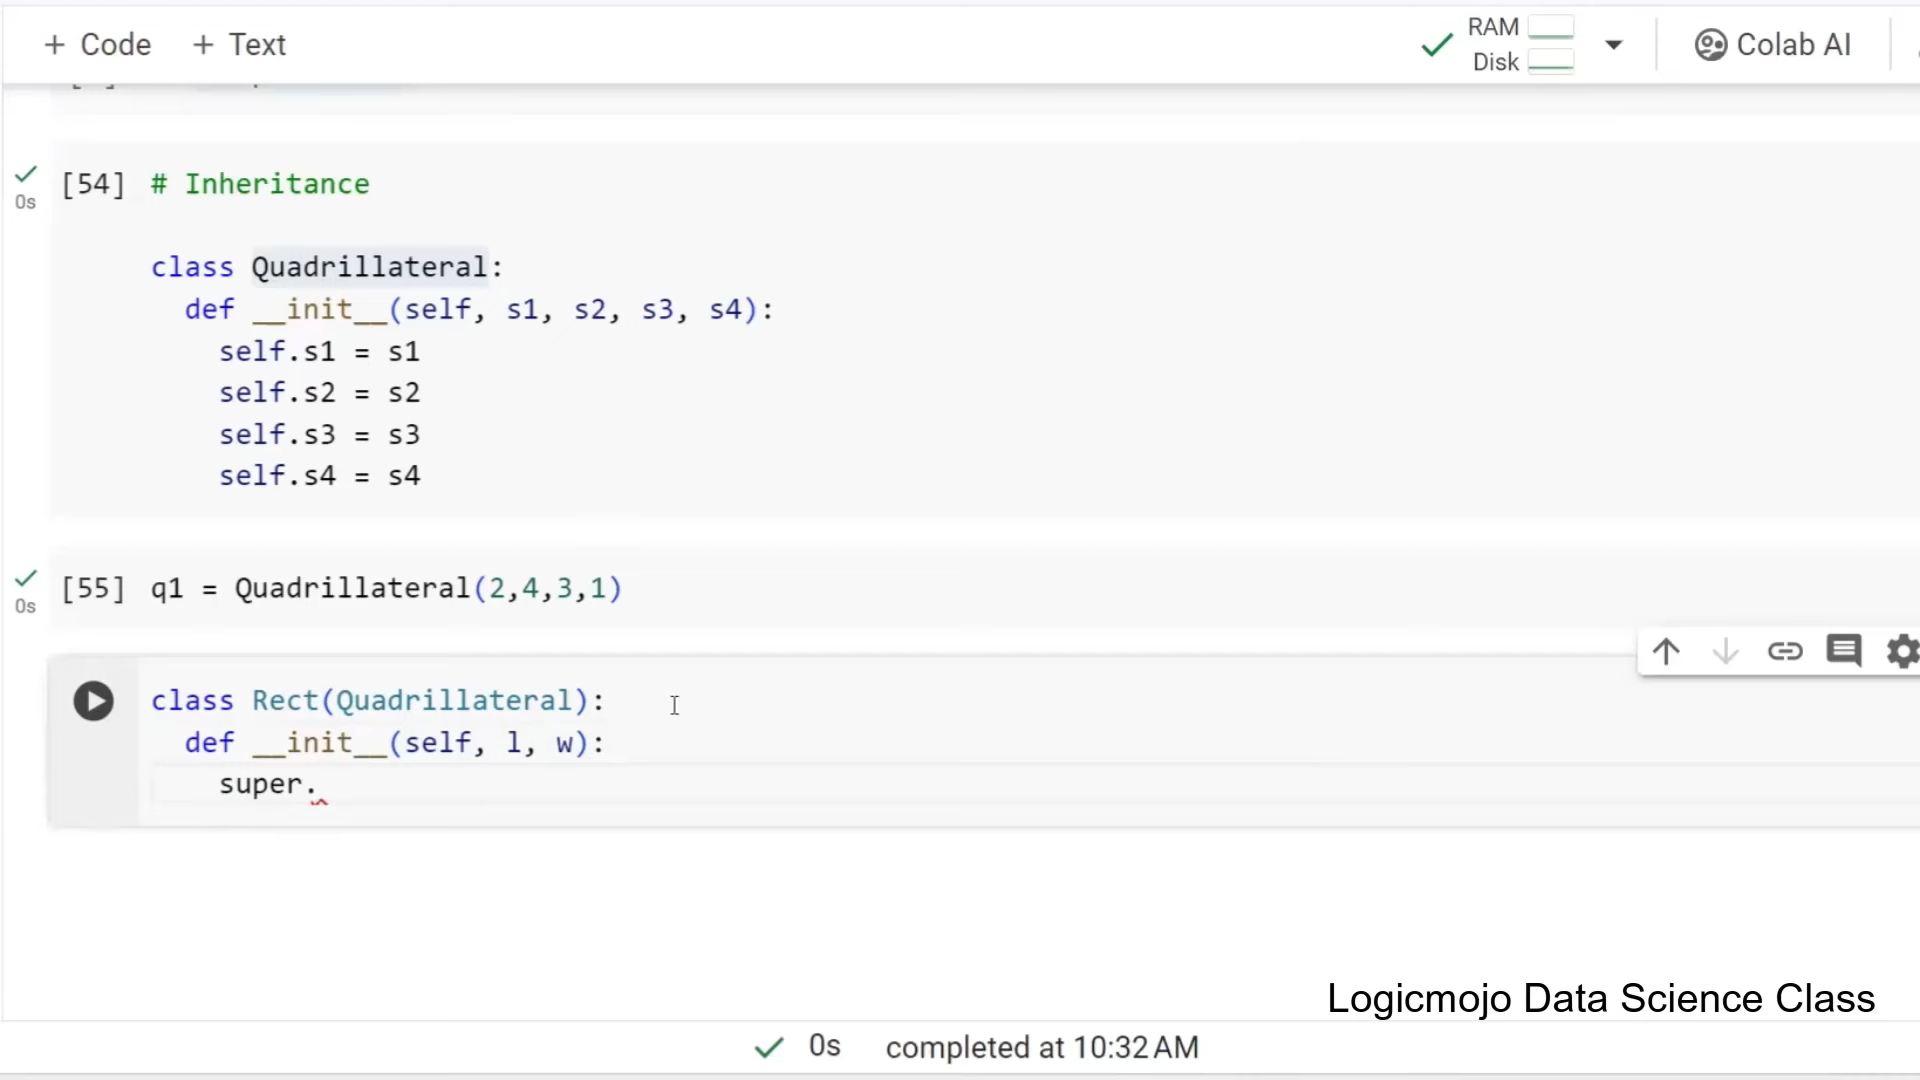 + Code + Text
RAM
Disk
Colab AI
[54] # Inheritance
0s
class Quadrillateral:
  def __init__(self, s1, s2, s3, s4):
    self.s1 = s1
    self.s2 = s2
    self.s3 = s3
    self.s4 = s4
[55] q1 = Quadrillateral(2,4,3,1)
0s
class Rect(Quadrillateral):
  def __init__(self, l, w):
    super.
Logicmojo Data Science Class
0s completed at 10:32 AM